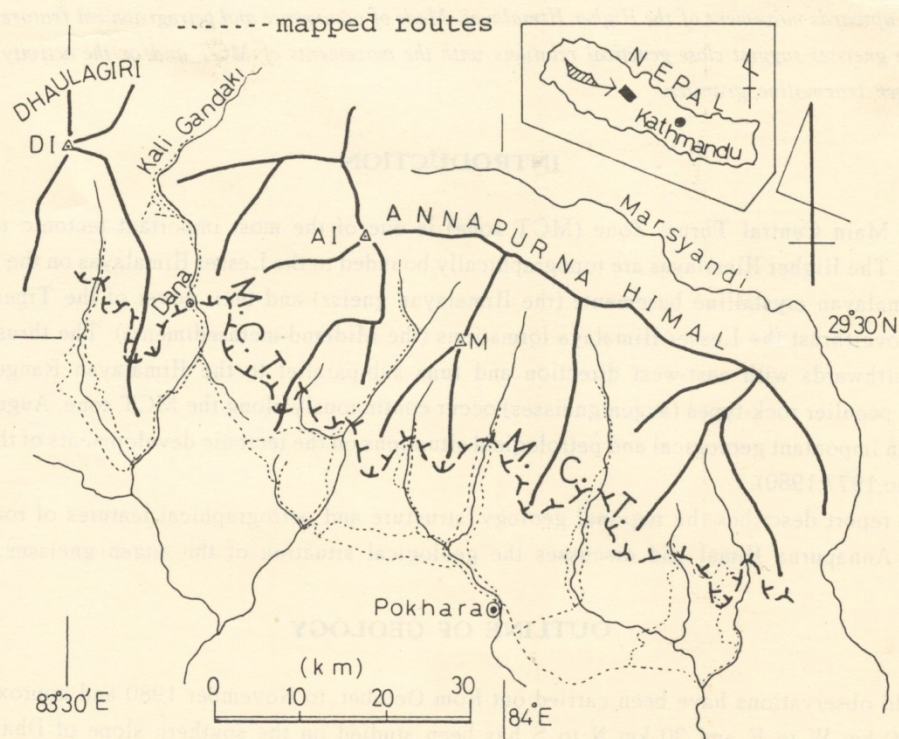 mapped routes
DHAULAGIRI
DI
Kali Gandaki
NEPAL
Kathmandu
AI
ANNADURNA HIMAL
Marsyandi
Dana
M.C.T.
29°30'N
M
M.C.T.
Pokhara
(km)
0 10 20 30
83°30'E
84°E